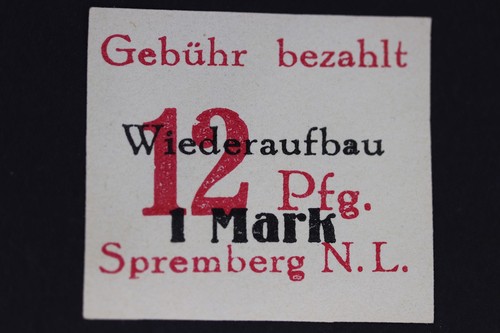 Gebühr bezahlt
Wiederaufbau
12 Pfg.
1 Mark
Spremberg N.L.